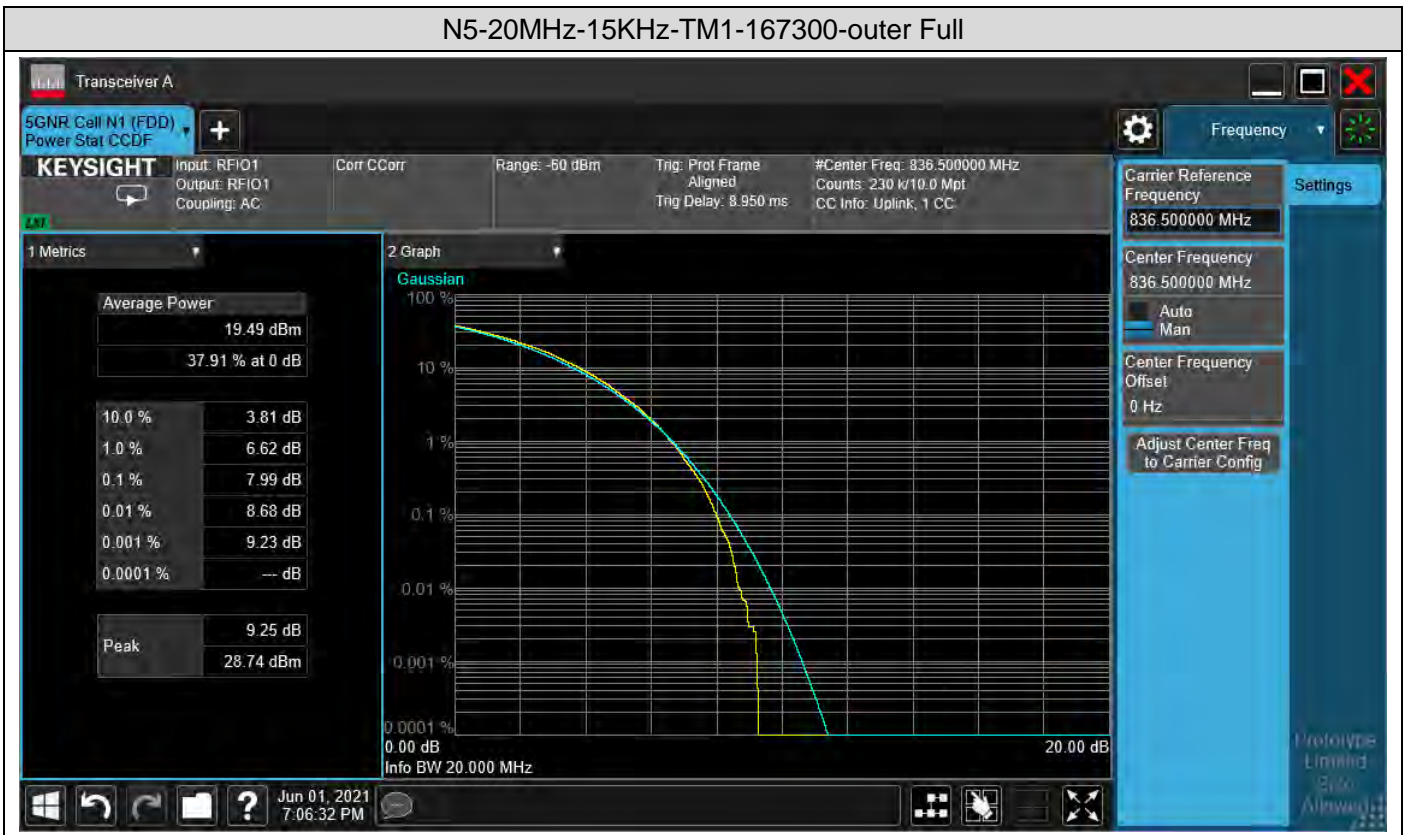 N5-20MHz-15KHz-TM1-167300-outer Full
Transceiver A
5GNR Cell N1 (FDD)
Power Stat CCDF
Frequency
KEYSIGHT
Input: RFIO1
Output: RFIO1
Coupling: AC
Corr CCorr
Range: -60 dBm
Trig: Prot Frame
Aligned
Trig Delay: 8.950 ms
#Center Freq: 836.500000 MHz
Counts: 230 k/10.0 Mpt
CC Info: Uplink, 1 CC
1 Metrics
Average Power
19.49 dBm
37.91 % at 0 dB
10.0 % 3.81 dB
1.0 % 6.62 dB
0.1 % 7.99 dB
0.01 % 8.68 dB
0.001 % 9.23 dB
0.0001 % --- dB
Peak 9.25 dB
28.74 dBm
2 Graph
Gaussian
100 %
10 %
1 %
0.1 %
0.01 %
0.001 %
0.0001 %
0.00 dB
20.00 dB
Info BW 20.000 MHz
Carrier Reference
Frequency
836.500000 MHz
Center Frequency
836.500000 MHz
Auto
Man
Center Frequency
Offset
0 Hz
Adjust Center Freq
to Carrier Config
Settings
Prototype
Limited
Allowed
?
Jun 01, 2021
7:06:32 PM